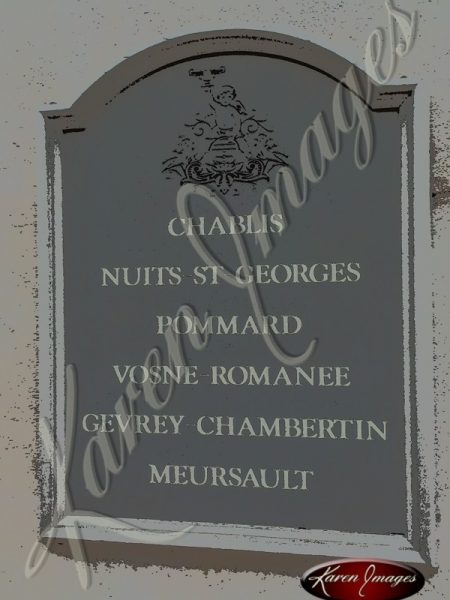 CHABLIS
NUITS-ST-GEORGES
POMMARD
VOSNE-ROMANEE
GEVREY-CHAMBERTIN
MEURSAULT
Karen Images
Karen Images